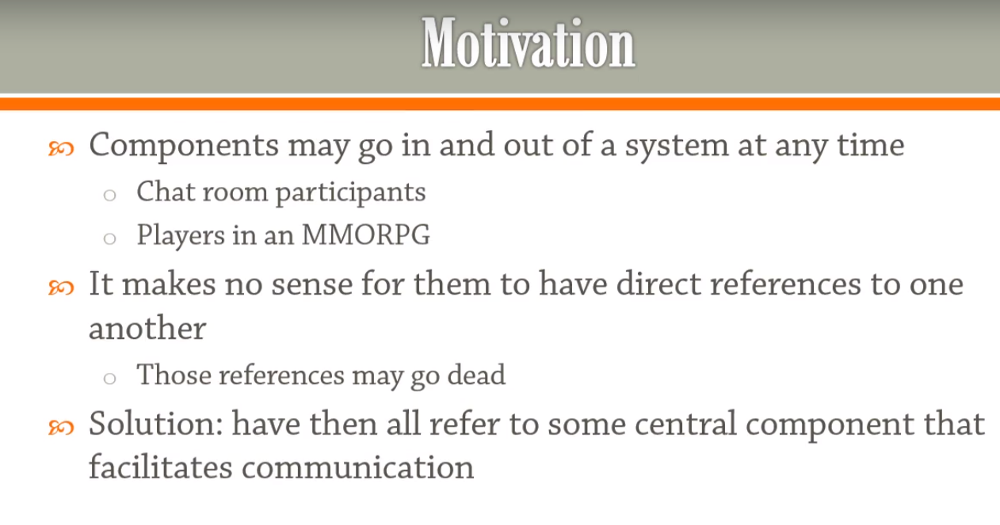 Motivation
Components may go in and out of a system at any time
Chat room participants
Players in an MMORPG
It makes no sense for them to have direct references to one
another
Those references may go dead
Solution: have then all refer to some central component that
facilitates communication